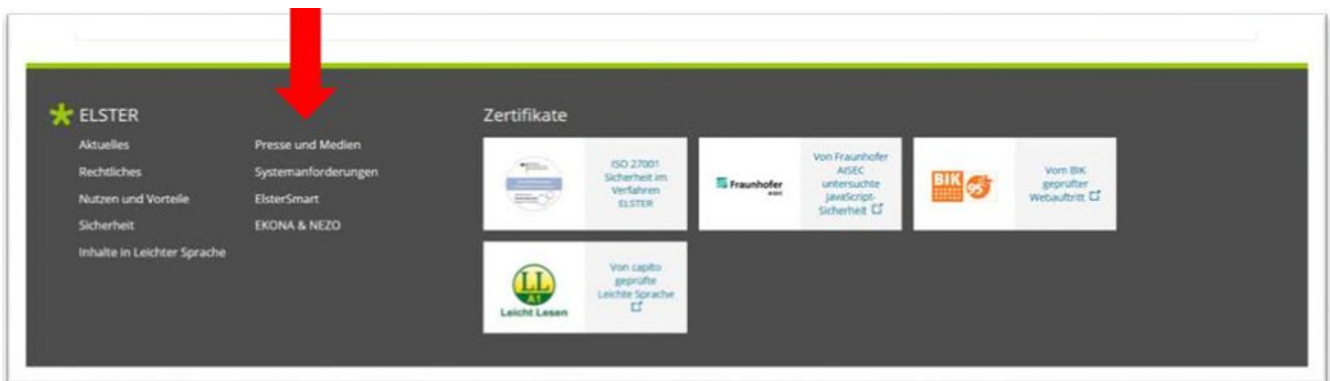 ELSTER
Aktuelles
Rechtliches
Nutzen und Vorteile
Sicherheit
Inhalte in Leichter Sprache
Presse und Medien
Systemanforderungen
ElsterSmart
EKONA & NEZO
Zertifikate
ISO 27001
Sicherheit im
Verfahren
ELSTER
Fraunhofer
AISEC
Von Fraunhofer
AISEC
untersuchte
JavaScript-
Sicherheit
BIK
95+
Vom BIK
geprüfter
Webauftritt
LL
A1
Leicht Lesen
Von capito
geprüfte
Leichte Sprache